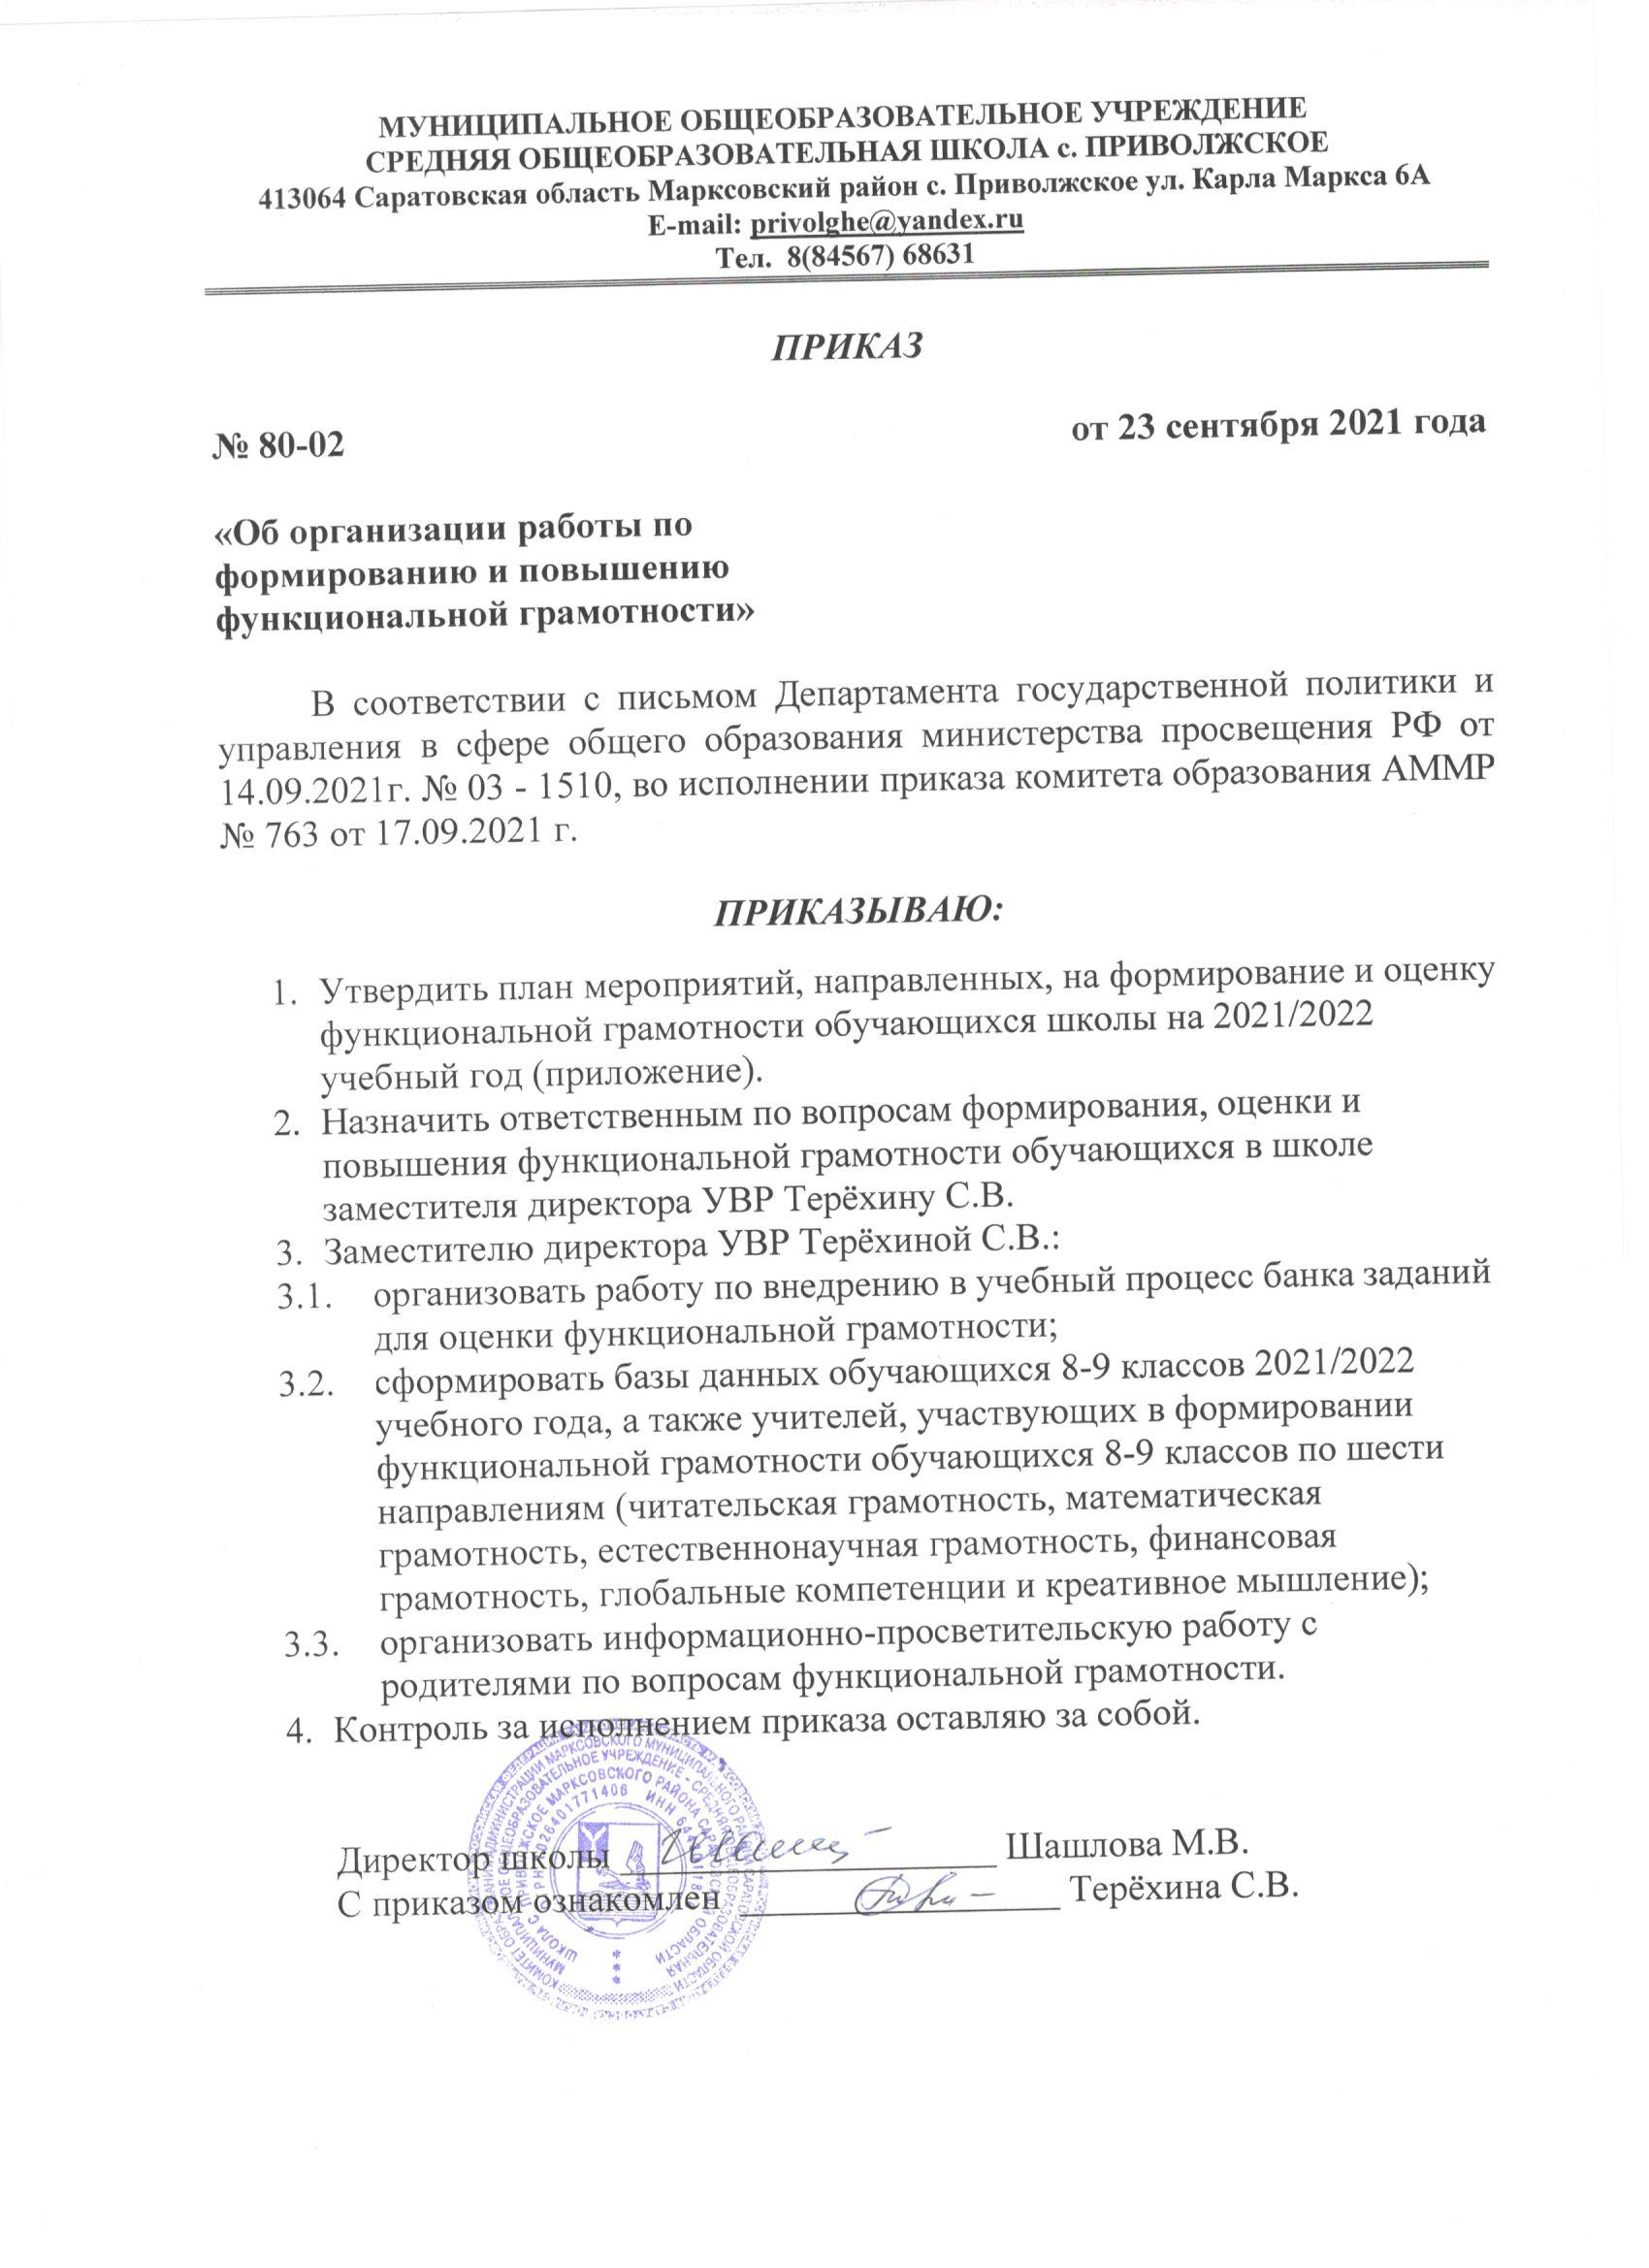 МУНИЦИПАЛЬНОЕ ОБЩЕОБРАЗОВАТЕЛЬНОЕ УЧРЕЖДЕНИЕ
СРЕДНЯЯ ОБЩЕОБРАЗОВАТЕЛЬНАЯ ШКОЛА с. ПРИВОЛЖСКОЕ
413064 Саратовская область Марксовский район с. Приволжское ул. Карла Маркса 6А
E-mail: privolghe@yandex.ru
Тел. 8(84567) 68631
ПРИКАЗ
№ 80-02 от 23 сентября 2021 года
«Об организации работы по
формированию и повышению
функциональной грамотности»
В соответствии с письмом Департамента государственной политики и
управления в сфере общего образования министерства просвещения РФ от
14.09.2021г. № 03 - 1510, во исполнении приказа комитета образования АММР
№ 763 от 17.09.2021 г.
ПРИКАЗЫВАЮ:
1. Утвердить план мероприятий, направленных, на формирование и оценку
функциональной грамотности обучающихся школы на 2021/2022
учебный год (приложение).
2. Назначить ответственным по вопросам формирования, оценки и
повышения функциональной грамотности обучающихся в школе
заместителя директора УВР Терёхину С.В.
3. Заместителю директора УВР Терёхиной С.В.:
3.1. организовать работу по внедрению в учебный процесс банка заданий
для оценки функциональной грамотности;
3.2. сформировать базы данных обучающихся 8-9 классов 2021/2022
учебного года, а также учителей, участвующих в формировании
функциональной грамотности обучающихся 8-9 классов по шести
направлениям (читательская грамотность, математическая
грамотность, естественнонаучная грамотность, финансовая
грамотность, глобальные компетенции и креативное мышление);
3.3. организовать информационно-просветительскую работу с
родителями по вопросам функциональной грамотности.
4. Контроль за исполнением приказа оставляю за собой.
Директор школы Шашлова М.В.
С приказом ознакомлен Терёхина С.В.